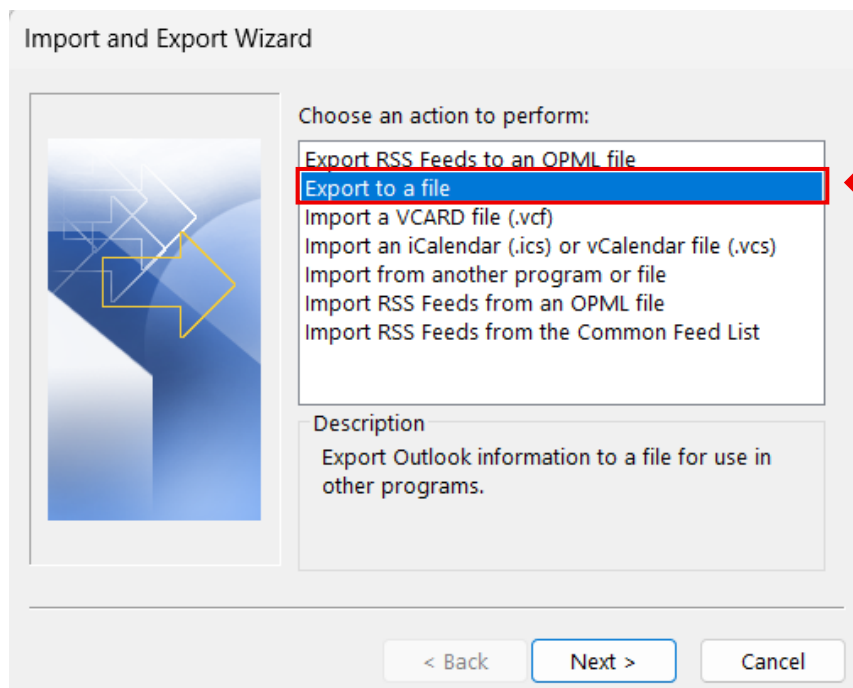 Import and Export Wizard
Choose an action to perform:
Export RSS Feeds to an OPML file
Export to a file
Import a VCARD file (.vcf)
Import an iCalendar (.ics) or vCalendar file (.vcs)
Import from another program or file
Import RSS Feeds from an OPML file
Import RSS Feeds from the Common Feed List
Description
Export Outlook information to a file for use in
other programs.
< Back Next > Cancel